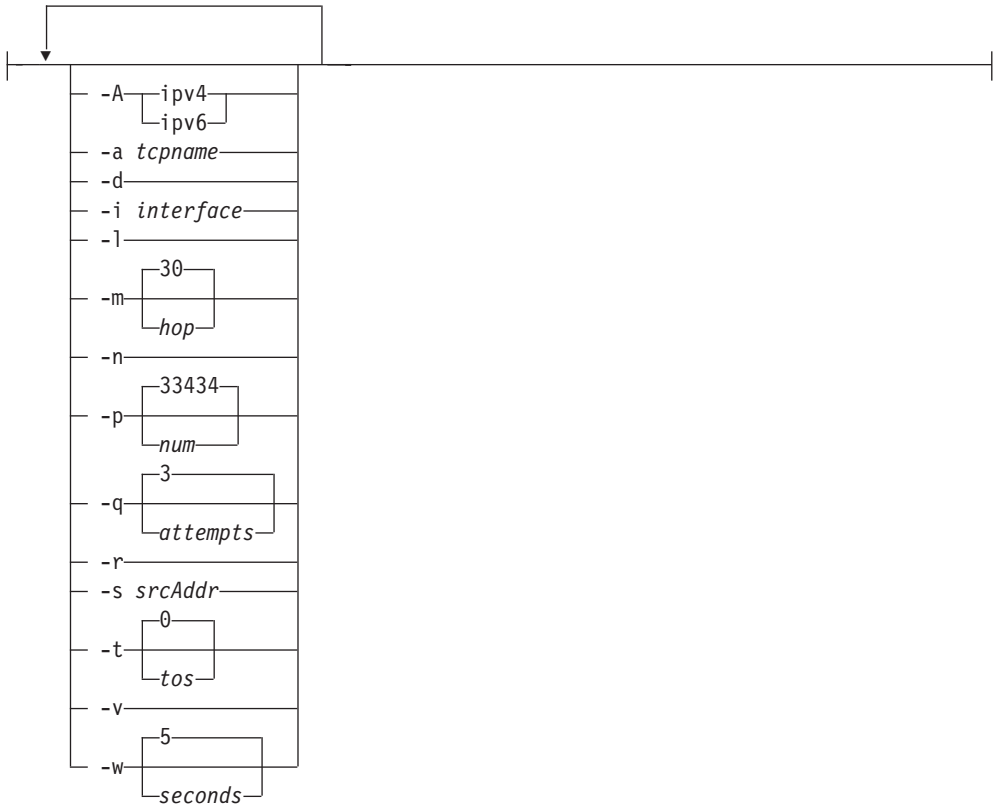 -A ipv4
ipv6
-a tcpname
-d
-i interface
-l
30
-m
hop
-n
33434
-p
num
3
-q
attempts
-r
-s srcAddr
0
-t
tos
-v
5
-w
seconds